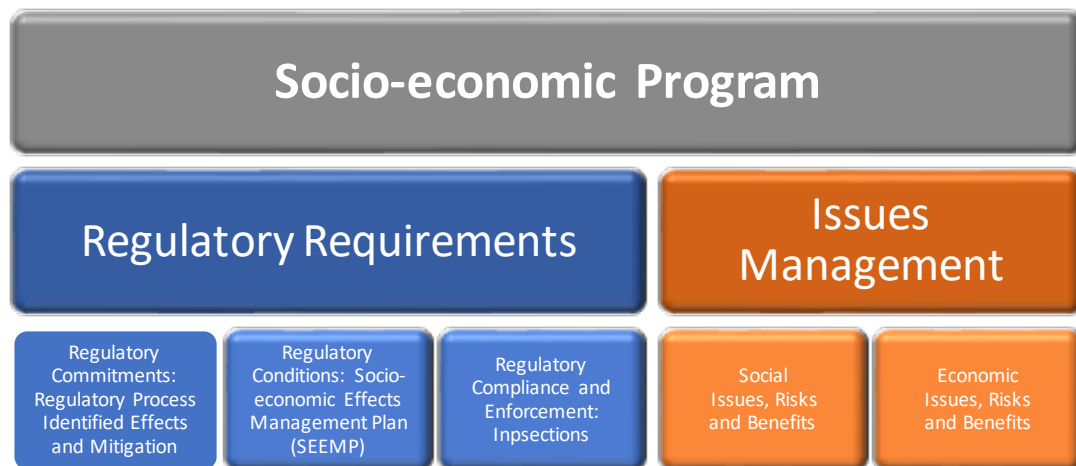 Socio-economic Program
Regulatory Requirements
Issues
Management
Regulatory
Commitments:
Regulatory Process
Identified Effects
and Mitigation
Regulatory
Conditions: Socio-
economic Effects
Management Plan
(SEEMP)
Regulatory
Compliance and
Enforcement:
Inpsections
Social
Issues, Risks
and Benefits
Economic
Issues, Risks
and Benefits